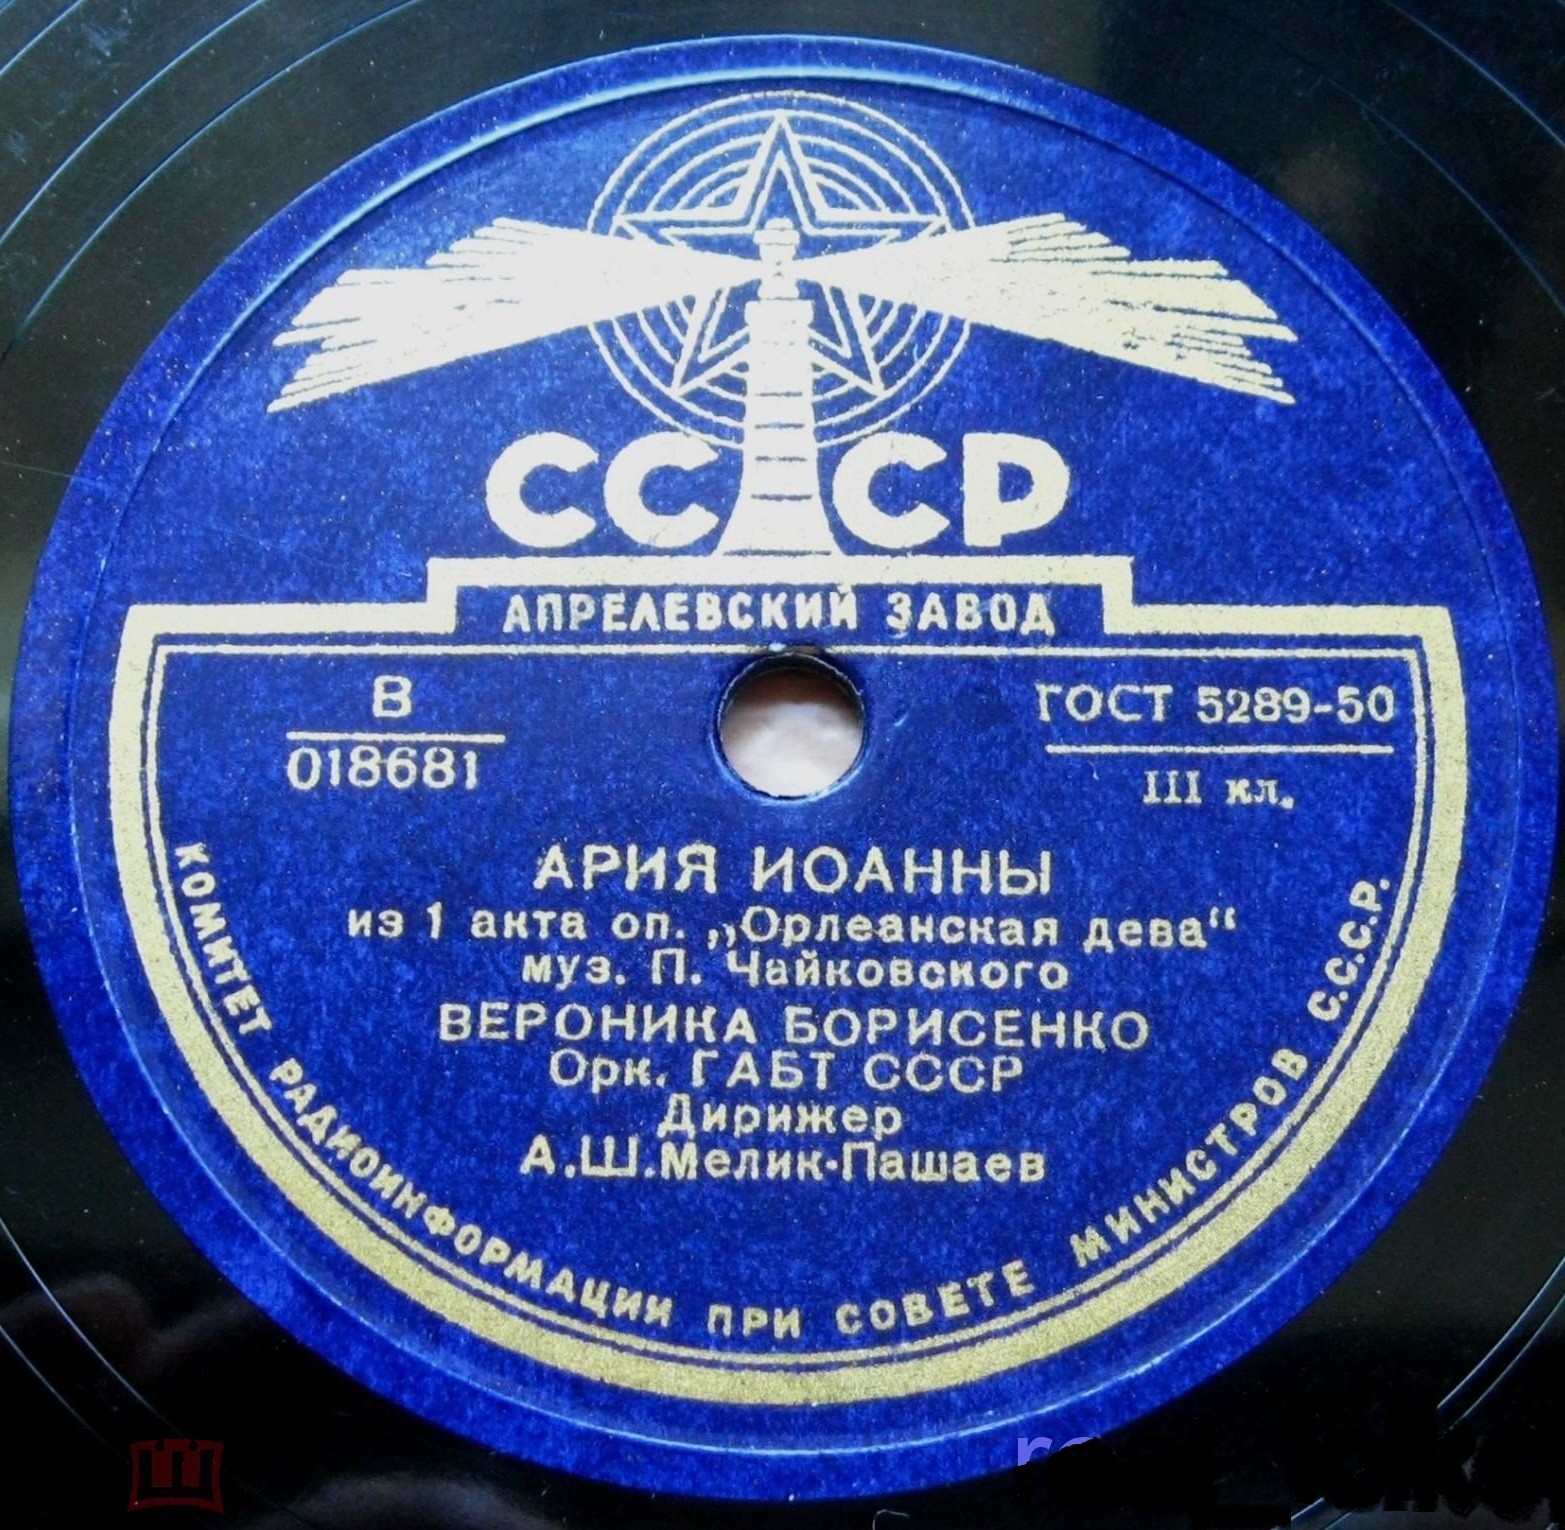 СССР
АПРЕЛЕВСКИЙ ЗАВОД
В
018681
ГОСТ 5289-50
III кл.
АРИЯ ИОАННЫ
из 1 акта оп. „Орлеанская дева“
муз. П. Чайковского
ВЕРОНИКА БОРИСЕНКО
Орк. ГАБТ СССР
Дирижер
А.Ш.Мелик-Пашаев
КОМИТЕТ РАДИОИНФОРМАЦИИ ПРИ СОВЕТЕ МИНИСТРОВ С.С.С.Р.
Ш